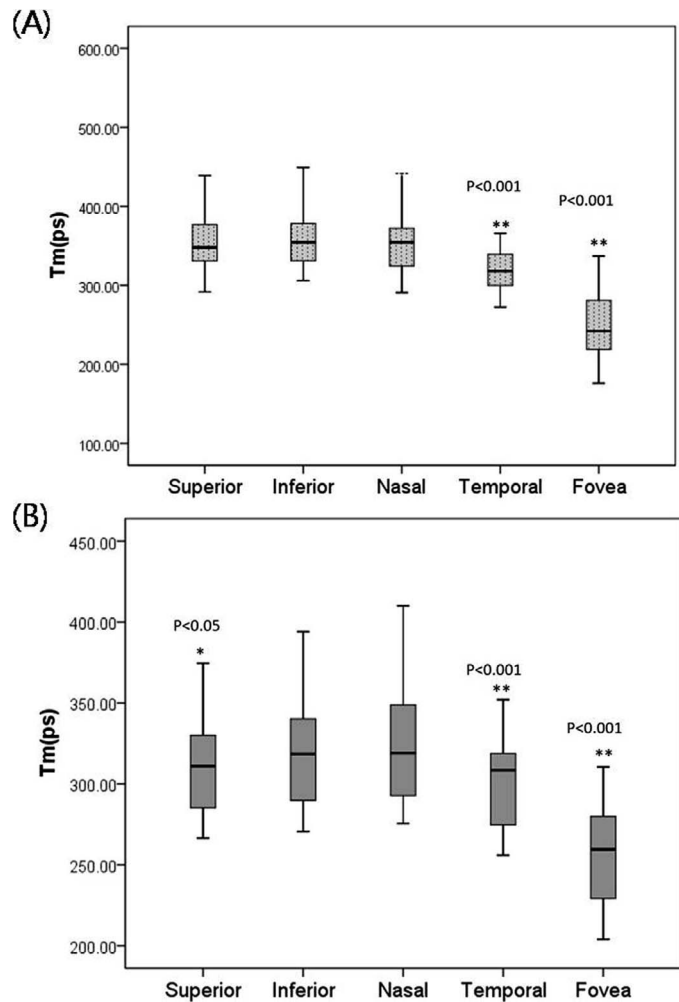 (A)
600.00
500.00
400.00
300.00
200.00
100.00
Tm(ps)
P<0.001
P<0.001
**
**
Superior Inferior Nasal Temporal Fovea
(B)
450.00
400.00
350.00
300.00
250.00
200.00
Tm(ps)
P<0.05
*
P<0.001
**
P<0.001
**
Superior Inferior Nasal Temporal Fovea